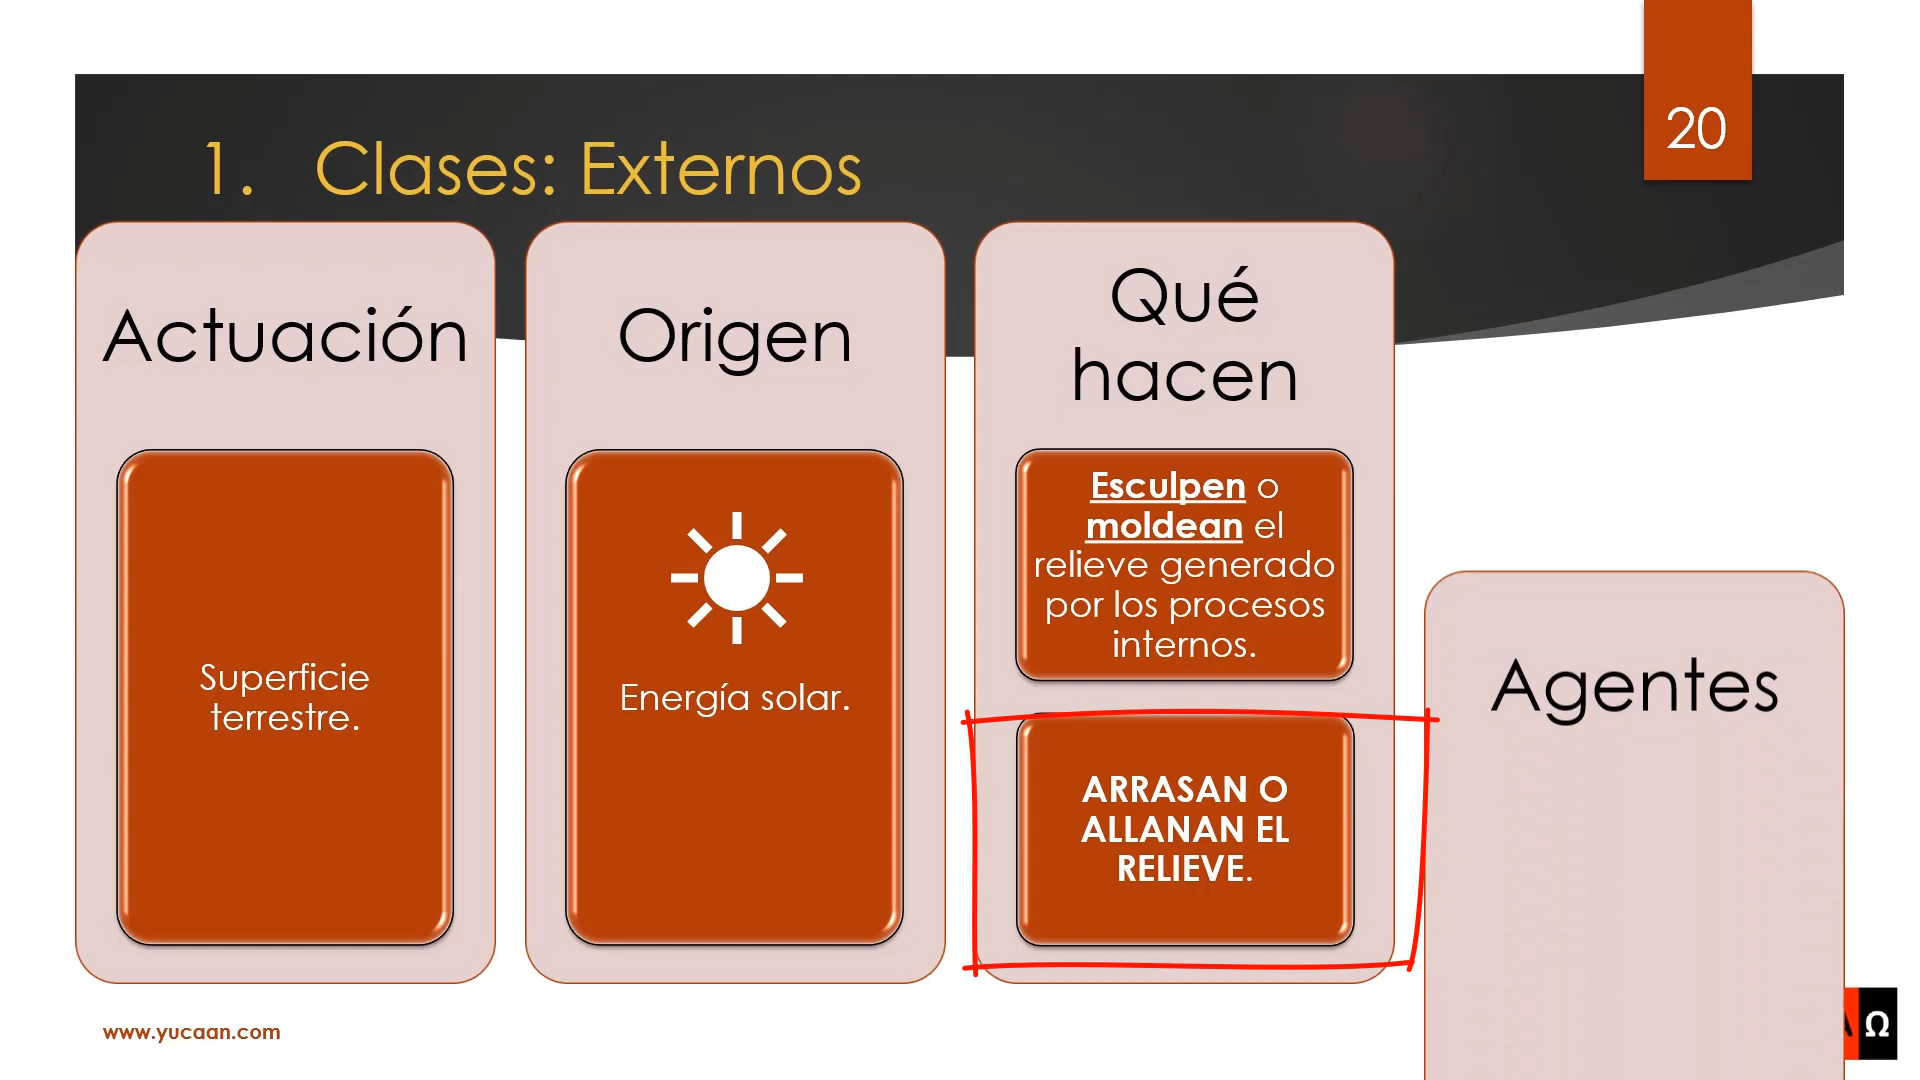 20
1. Clases: Externos
Actuación
Superficie
terrestre.
Origen
Energía solar.
Qué
hacen
Esculpen o
moldean el
relieve generado
por los procesos
internos.
ARRASAN O
ALLANAN EL
RELIEVE.
Agentes
www.yucaan.com
Ω